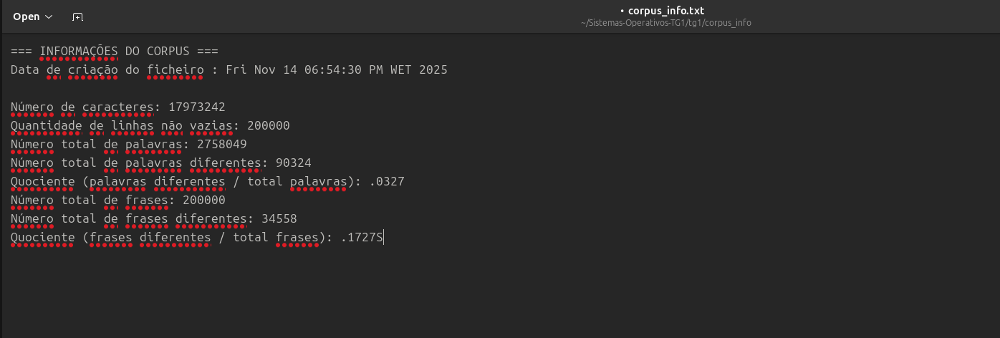 Open
• corpus_info.txt
~/Sistemas-Operativos-TG1/tg1/corpus_info
=== INFORMAÇÕES DO CORPUS ===
Data de criação do ficheiro : Fri Nov 14 06:54:30 PM WET 2025
Número de caracteres: 17973242
Quantidade de linhas não vazias: 200000
Número total de palavras: 2758049
Número total de palavras diferentes: 90324
Quociente (palavras diferentes / total palavras): .0327
Número total de frases: 200000
Número total de frases diferentes: 34558
Quociente (frases diferentes / total frases): .1727S